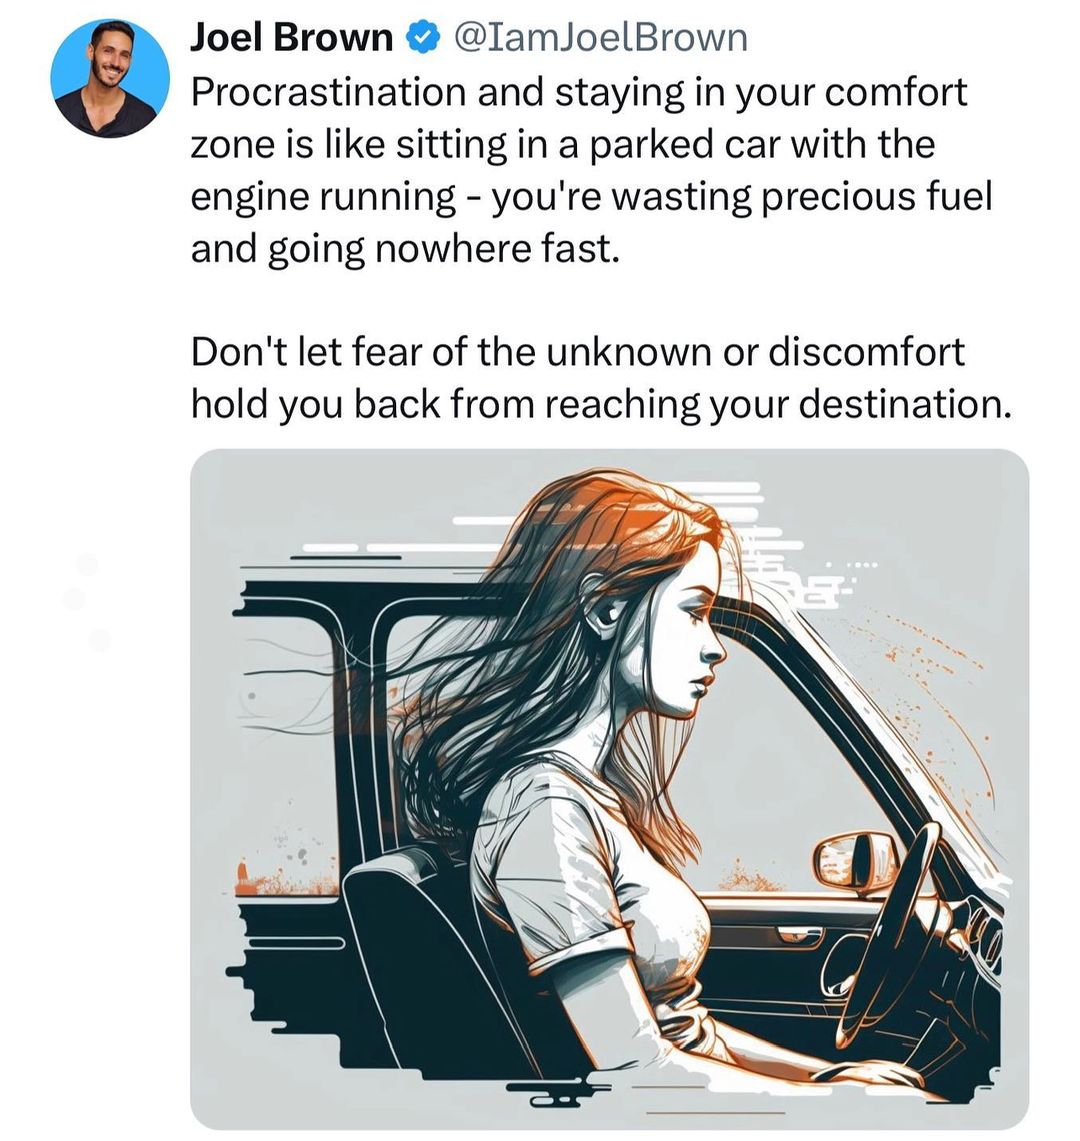 Joel Brown @IamJoelBrown
Procrastination and staying in your comfort
zone is like sitting in a parked car with the
engine running - you're wasting precious fuel
and going nowhere fast.
Don't let fear of the unknown or discomfort
hold you back from reaching your destination.